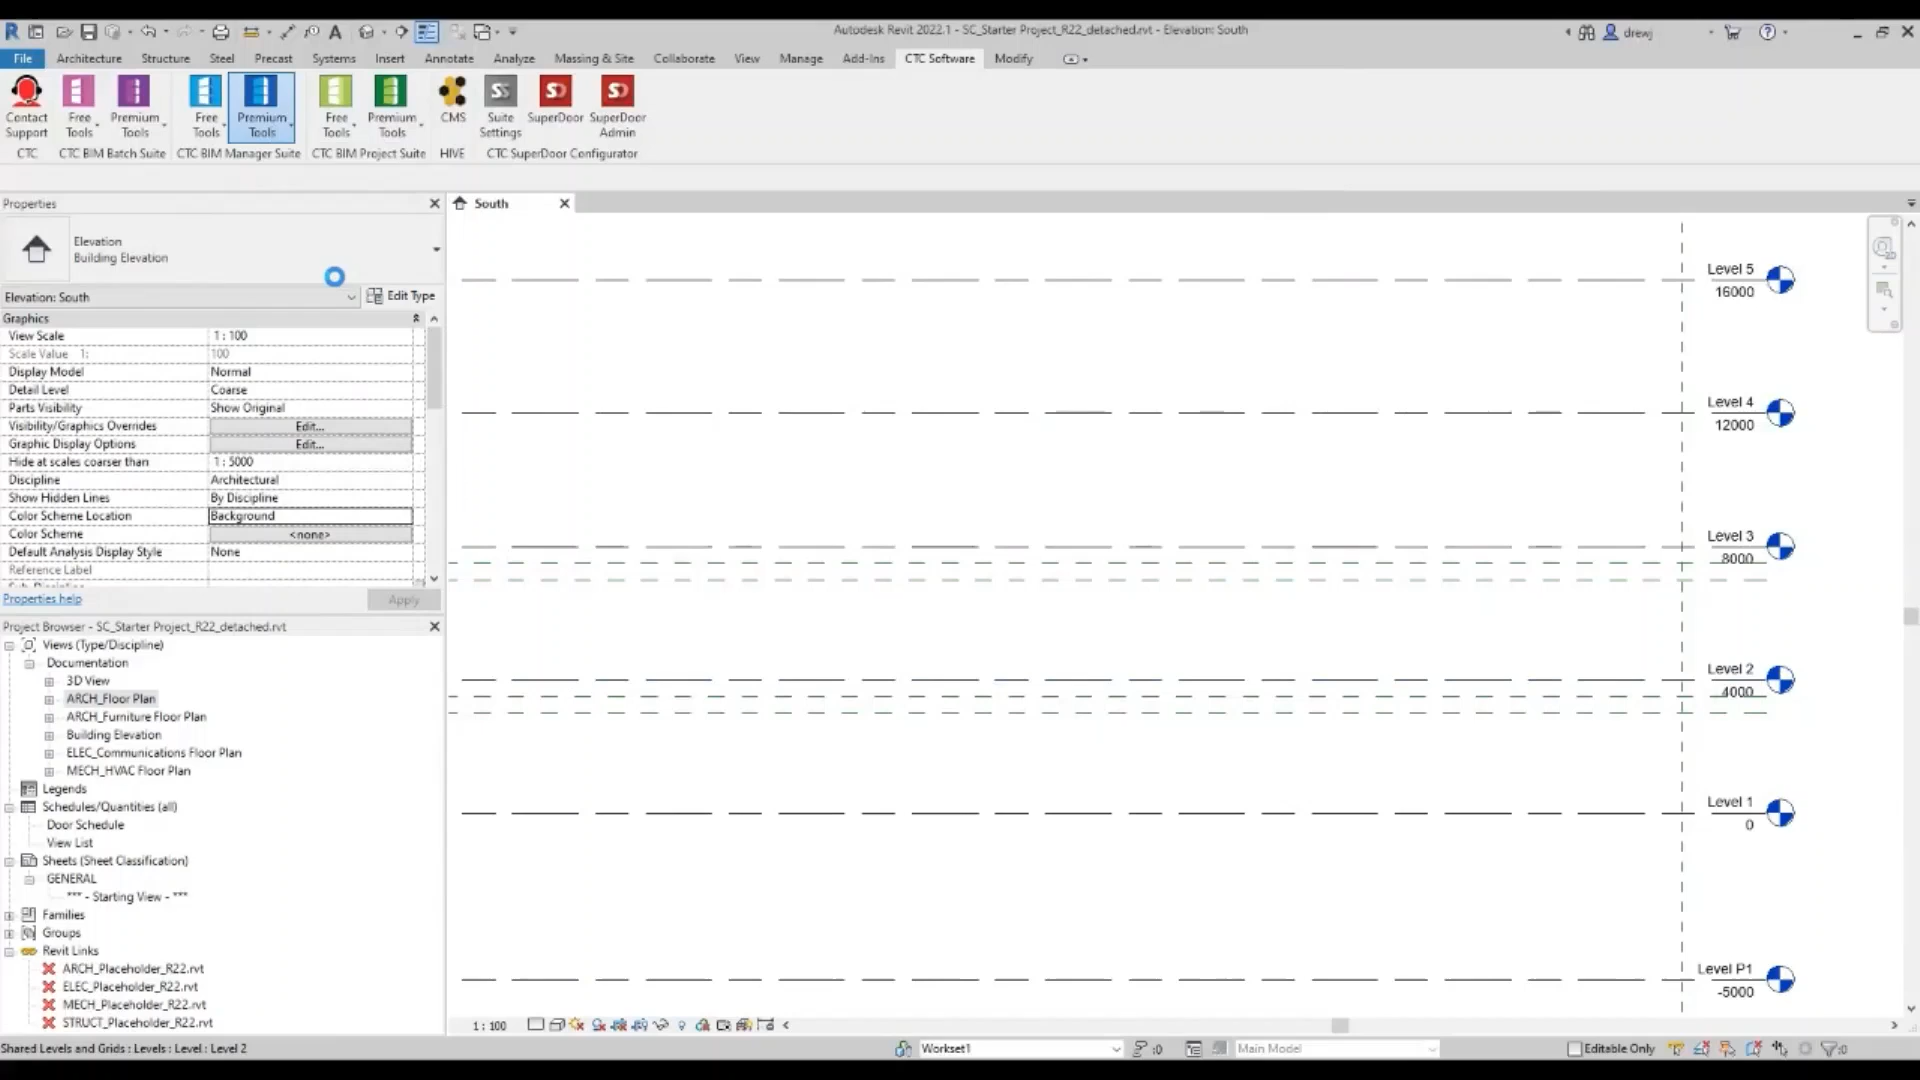 Autodesk Revit 2022.1 - SC_Starter Project_R22_detached.rvt - Elevation: South
drewj
File Architecture Structure Steel Precast Systems Insert Annotate Analyze Massing & Site Collaborate View Manage Add-Ins CTC Software Modify
Contact Support
Free Tools
Premium Tools
Free Tools
Premium Tools
Free Tools
Premium Tools
CMS
Suite Settings
SuperDoor
SuperDoor Admin
CTC CTC BIM Batch Suite CTC BIM Manager Suite CTC BIM Project Suite HIVE CTC SuperDoor Configurator
Properties
South
Elevation
Building Elevation
Elevation: South
Edit Type
Graphics
View Scale 1 : 100
Scale Value 1: 100
Display Model Normal
Detail Level Coarse
Parts Visibility Show Original
Visibility/Graphics Overrides Edit...
Graphic Display Options Edit...
Hide at scales coarser than 1 : 5000
Discipline Architectural
Show Hidden Lines By Discipline
Color Scheme Location Background
Color Scheme <none>
Default Analysis Display Style None
Reference Label
Properties help
Apply
Project Browser - SC_Starter Project_R22_detached.rvt
Views (Type/Discipline)
Documentation
3D View
ARCH_Floor Plan
ARCH_Furniture Floor Plan
Building Elevation
ELEC_Communications Floor Plan
MECH_HVAC Floor Plan
Legends
Schedules/Quantities (all)
Door Schedule
View List
Sheets (Sheet Classification)
GENERAL
*** - Starting View - ***
Families
Groups
Revit Links
ARCH_Placeholder_R22.rvt
ELEC_Placeholder_R22.rvt
MECH_Placeholder_R22.rvt
STRUCT_Placeholder_R22.rvt
Level 5
16000
Level 4
12000
Level 3
8000
Level 2
4000
Level 1
0
Level P1
-5000
1 : 100
Shared Levels and Grids : Levels : Level : Level 2
Workset1
:0
Main Model
Editable Only
:0